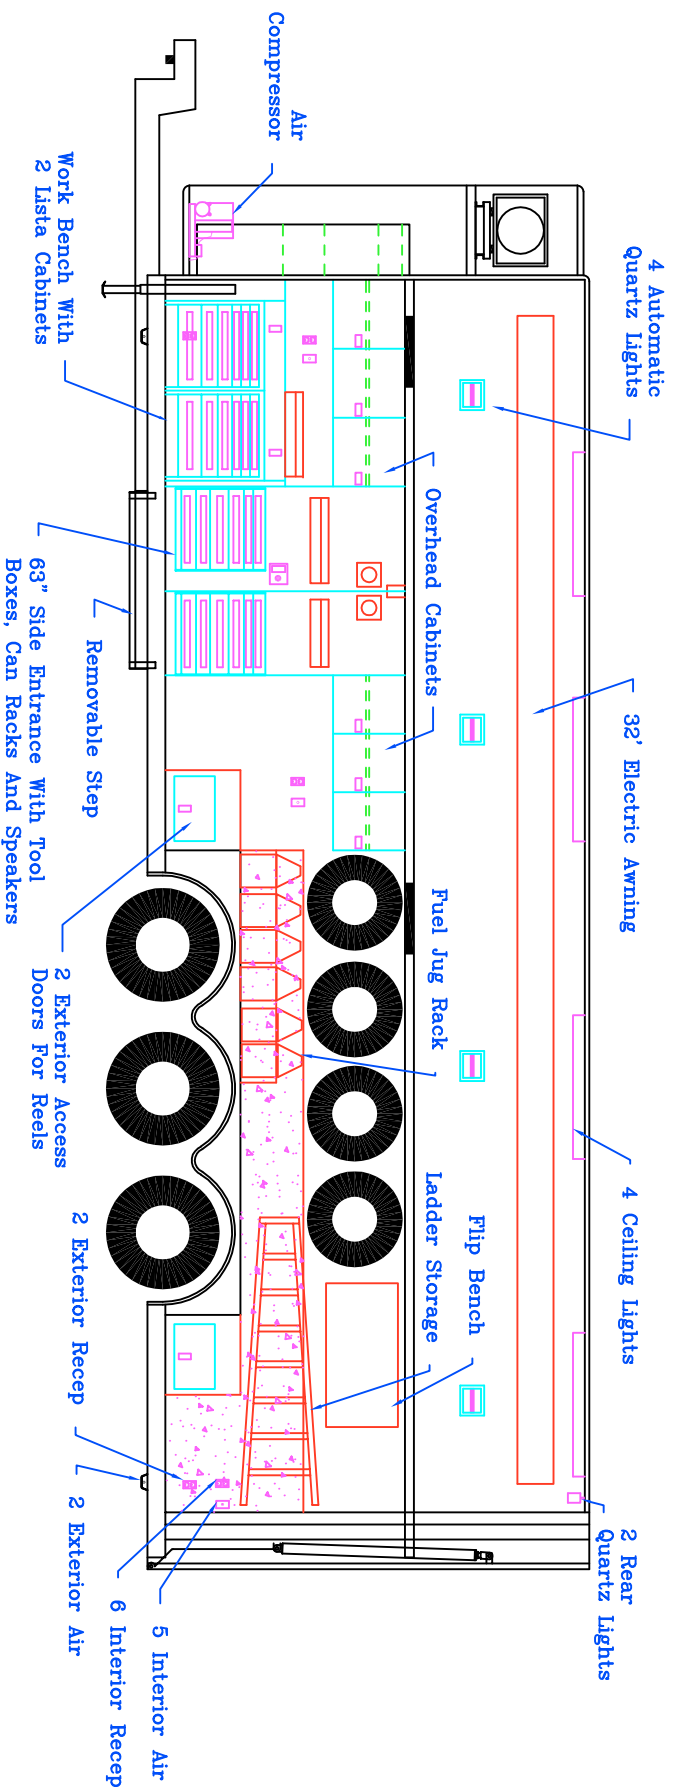 4 Automatic
Quartz Lights
32' Electric Awning
4 Ceiling Lights
2 Rear
Quartz Lights
Air
Compressor
Overhead Cabinets
Fuel Jug Rack
Ladder Storage
Flip Bench
Work Bench With
2 Lista Cabinets
63" Side Entrance With Tool
Boxes, Can Racks And Speakers
Removable Step
2 Exterior Access
Doors For Reels
2 Exterior Recep
2 Exterior Air
6 Interior Recep
5 Interior Air